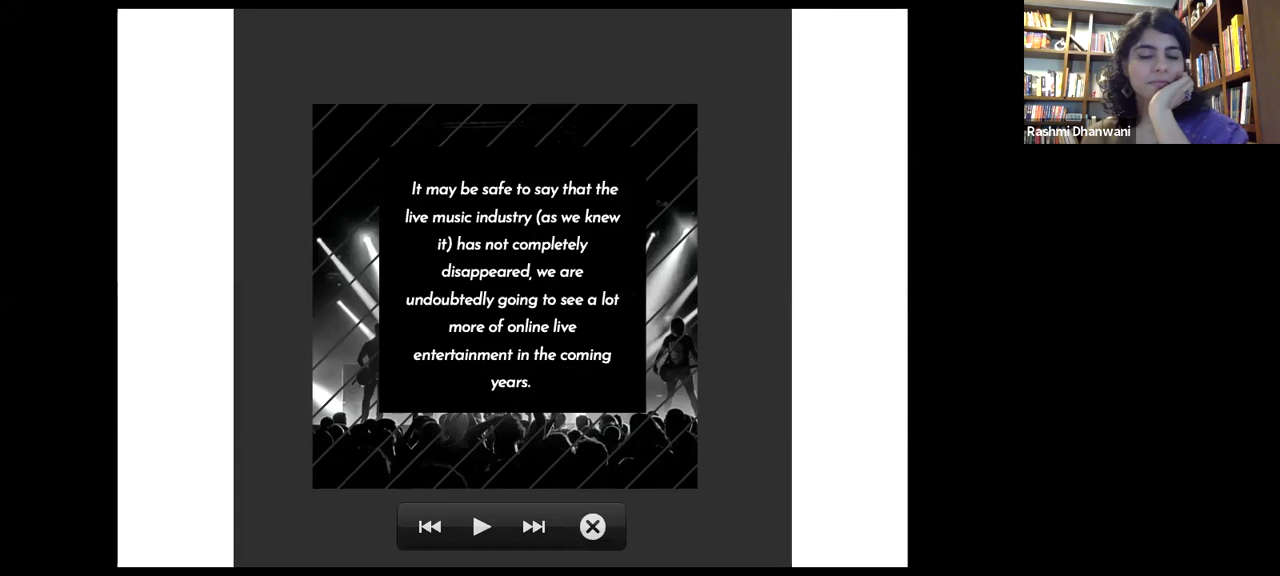 It may be safe to say that the
live music industry (as we knew
it) has not completely
disappeared, we are
undoubtedly going to see a lot
more of online live
entertainment in the coming
years.
Rashmi Dhanwani